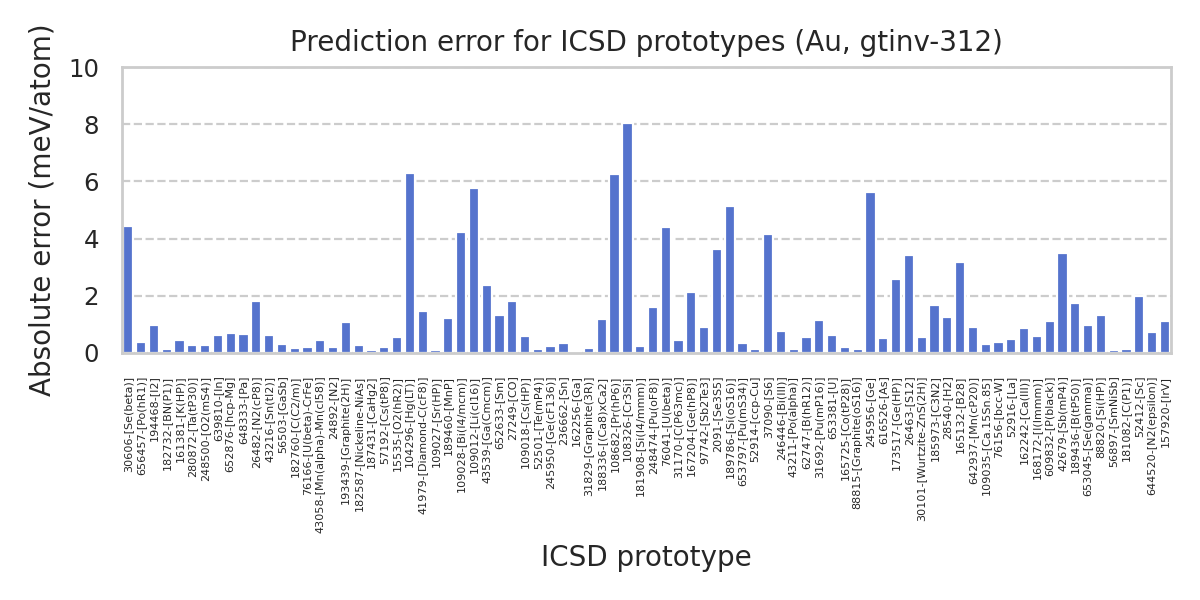 Prediction error for ICSD prototypes (Au, gtinv-312)
Absolute error (meV/atom)
10
8
6
4
2
0
30606-[Se(beta)]
656457-[Po(hR1)]
194468-[I2]
182732-[BN(P1)]
161381-[K(HP)]
280872-[Ta(tP30)]
248500-[O2(mS4)]
639810-[In]
652876-[hcp-Mg]
648333-[Pa]
26482-[N2(cP8)]
43216-[Sn(tI2)]
56503-[GaSb]
182760-[C(C2/m)]
76166-[U(beta)-CrFe]
43058-[Mn(alpha)-Mn(cI58)]
24892-[N2]
193439-[Graphite(2H)]
182587-[Nickeline-NiAs]
187431-[CaHg2]
57192-[Cs(tP8)]
15535-[O2(hR2)]
104296-[Hg(LT)]
41979-[Diamond-C(cF8)]
109027-[Sr(HP)]
189460-[MnP]
109028-[Bi(I4/mcm)]
109012-[Li(cI16)]
43539-[Ga(Cmcm)]
652633-[Sm]
27249-[CO]
109018-[Cs(HP)]
52501-[Te(mP4)]
245950-[Ge(cF136)]
236662-[Sn]
162256-[Ga]
31829-[Graphite(3R)]
188336-[(Ca8)xCa2]
108682-[Pr(hP6)]
108326-[Cr3Si]
181908-[Si(I4/mmm)]
248474-[Pu(oF8)]
76041-[U(beta)]
31170-[C(P63mc)]
167204-[Ge(hP8)]
97742-[Sb2Te3]
2091-[Se3S5]
189786-[Si(oS16)]
653797-[Pu(mS34)]
52914-[ccp-Cu]
37090-[S6]
246446-[Bi(III)]
43211-[Po(alpha)]
62747-[B(hR12)]
31692-[Pu(mP16)]
653381-[U]
165725-[Co(tP28)]
88815-[Graphite(oS16)]
245956-[Ge]
616526-[As]
173517-[Ge(HP)]
26463-[S12]
30101-[Wurtzite-ZnS(2H)]
185973-[C3N2]
28540-[H2]
165132-[B28]
642937-[Mn(cP20)]
109035-[Ca.15Sn.85]
76156-[bcc-W]
52916-[La]
162242-[Ca(III)]
168172-[I(Immm)]
609832-[P(black)]
42679-[Sb(mP4)]
189436-[B(tP50)]
653045-[Se(gamma)]
88820-[Si(HP)]
56897-[SmNiSb]
181082-[C(P1)]
52412-[Sc]
644520-[N2(epsilon)]
157920-[IrV]
ICSD prototype